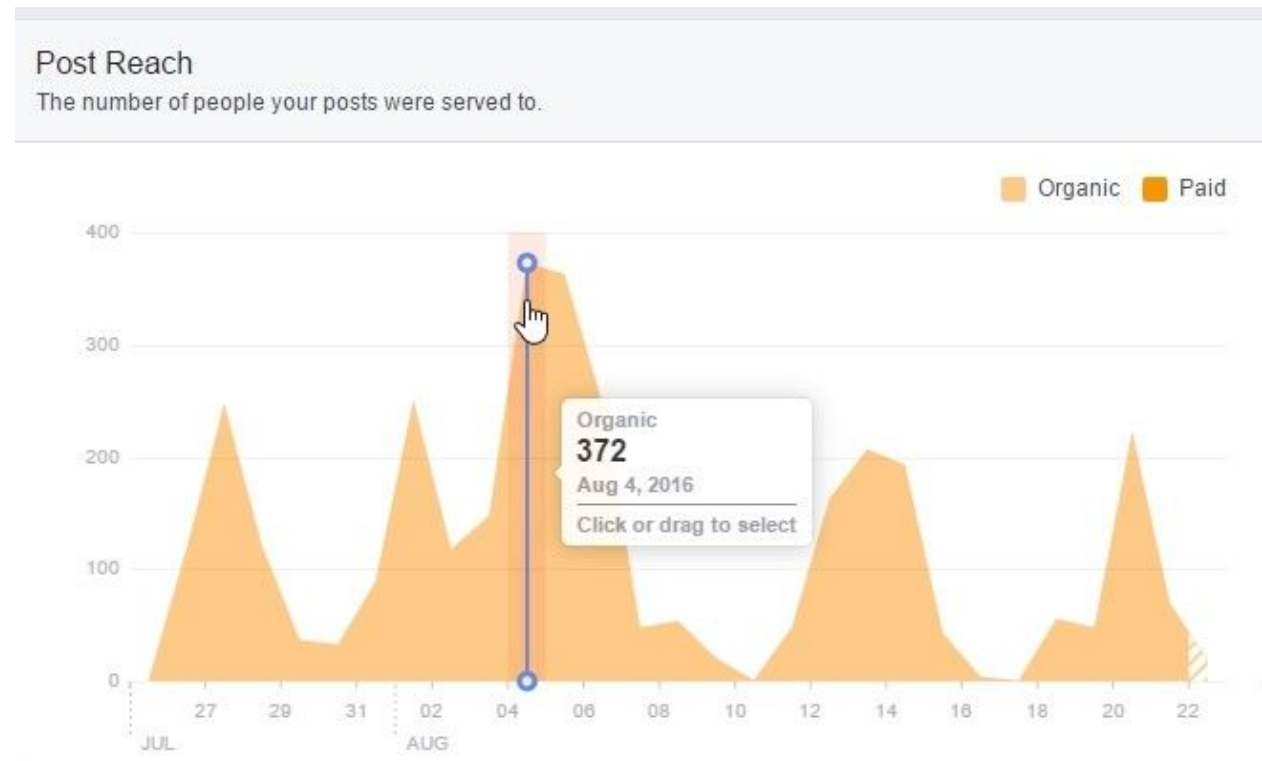 Post Reach
The number of people your posts were served to.
Organic Paid
400
300
200
100
0
Organic
372
Aug 4, 2016
Click or drag to select
27 29 31 02 04 06 08 10 12 14 16 18 20 22
JUL AUG